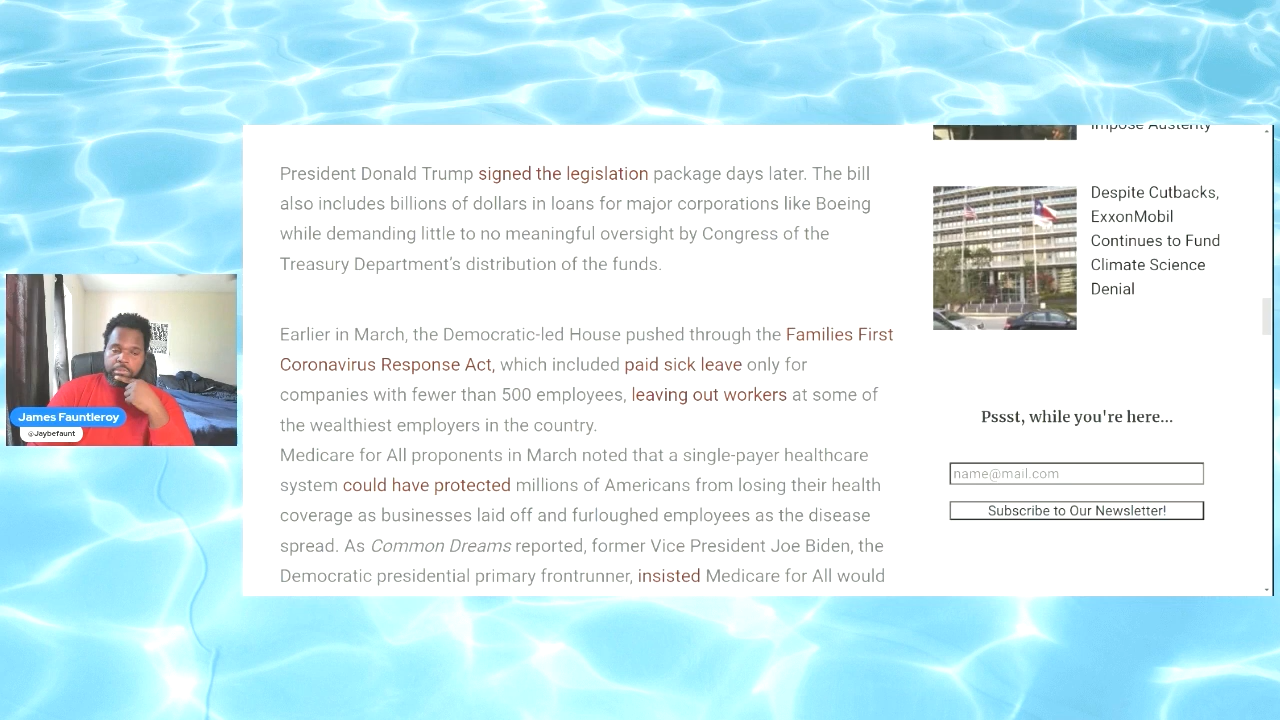 President Donald Trump signed the legislation package days later. The bill
also includes billions of dollars in loans for major corporations like Boeing
while demanding little to no meaningful oversight by Congress of the
Treasury Department's distribution of the funds.
Earlier in March, the Democratic-led House pushed through the Families First
Coronavirus Response Act, which included paid sick leave only for
companies with fewer than 500 employees, leaving out workers at some of
the wealthiest employers in the country.
Medicare for All proponents in March noted that a single-payer healthcare
system could have protected millions of Americans from losing their health
coverage as businesses laid off and furloughed employees as the disease
spread. As Common Dreams reported, former Vice President Joe Biden, the
Democratic presidential primary frontrunner, insisted Medicare for All would
Impose Austerity
Despite Cutbacks,
ExxonMobil
Continues to Fund
Climate Science
Denial
Pssst, while you're here...
name@mail.com
Subscribe to Our Newsletter!
James Fauntleroy
@Jaybefaunt